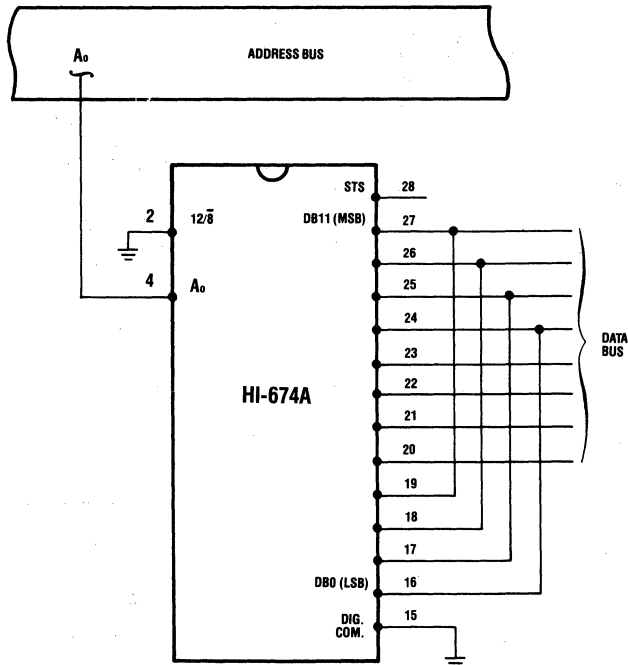 A₀
ADDRESS BUS
STS
28
2
12/8̅
DB11 (MSB)
27
26
4
A₀
25
24
DATA
BUS
23
22
HI-674A
21
20
19
18
17
DB0 (LSB)
16
15
DIG.
COM.